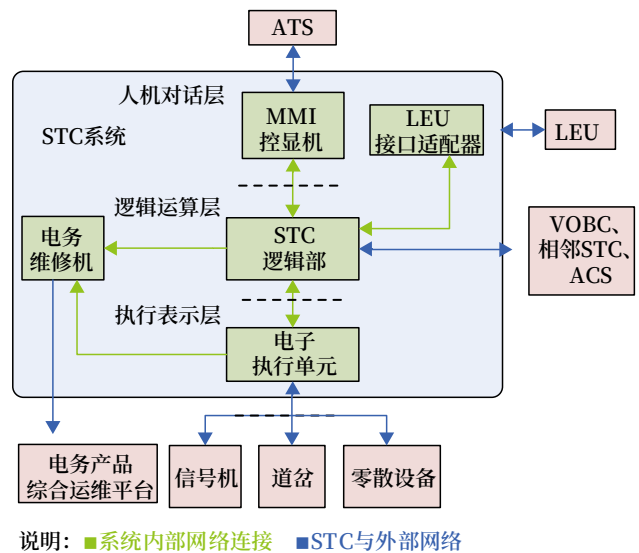 ATS
人机对话层
MMI
控显机
LEU
接口适配器
STC系统
LEU
逻辑运算层
电务
维修机
STC
逻辑部
VOBC、
相邻STC、
ACS
执行表示层
电子
执行单元
电务产品
综合运维平台
信号机
道岔
零散设备
说明：■系统内部网络连接 ■STC与外部网络